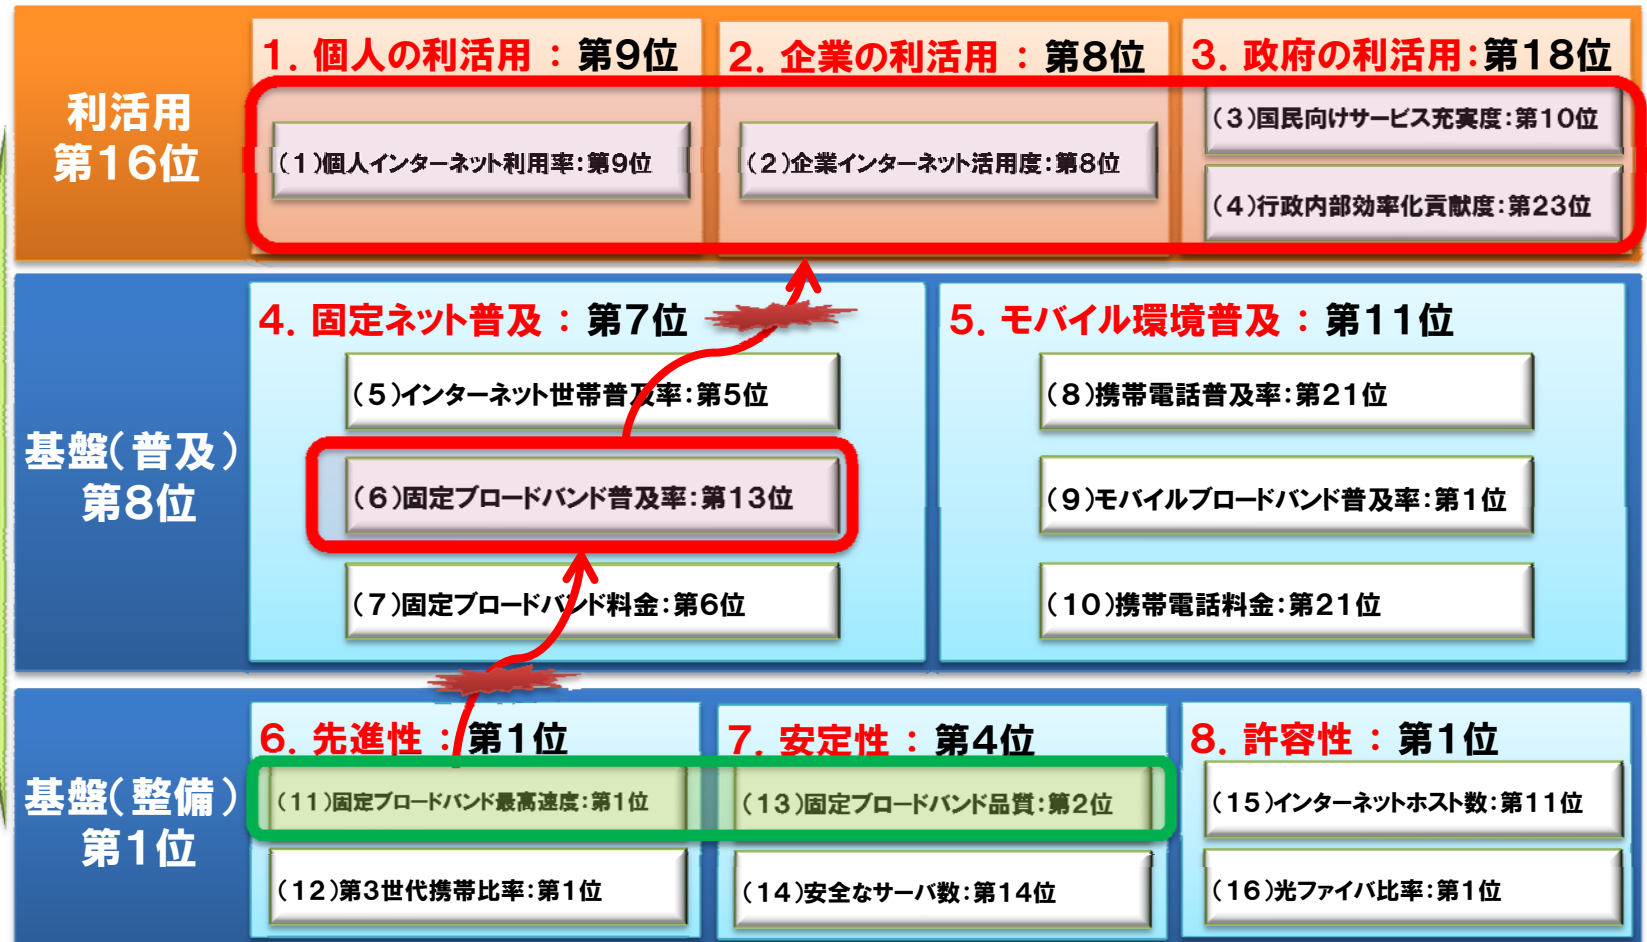 利活用
第16位
1. 個人の利活用 : 第9位
(1)個人インターネット利用率:第9位
2. 企業の利活用 : 第8位
(2)企業インターネット活用度:第8位
3. 政府の利活用:第18位
(3)国民向けサービス充実度:第10位
(4)行政内部効率化貢献度:第23位
基盤(普及)
第8位
4. 固定ネット普及 : 第7位
(5)インターネット世帯普及率:第5位
(6)固定ブロードバンド普及率:第13位
(7)固定ブロードバンド料金:第6位
5. モバイル環境普及 : 第11位
(8)携帯電話普及率:第21位
(9)モバイルブロードバンド普及率:第1位
(10)携帯電話料金:第21位
基盤(整備)
第1位
6. 先進性 : 第1位
(11)固定ブロードバンド最高速度:第1位
(12)第3世代携帯比率:第1位
7. 安定性 : 第4位
(13)固定ブロードバンド品質:第2位
(14)安全なサーバ数:第14位
8. 許容性 : 第1位
(15)インターネットホスト数:第11位
(16)光ファイバ比率:第1位